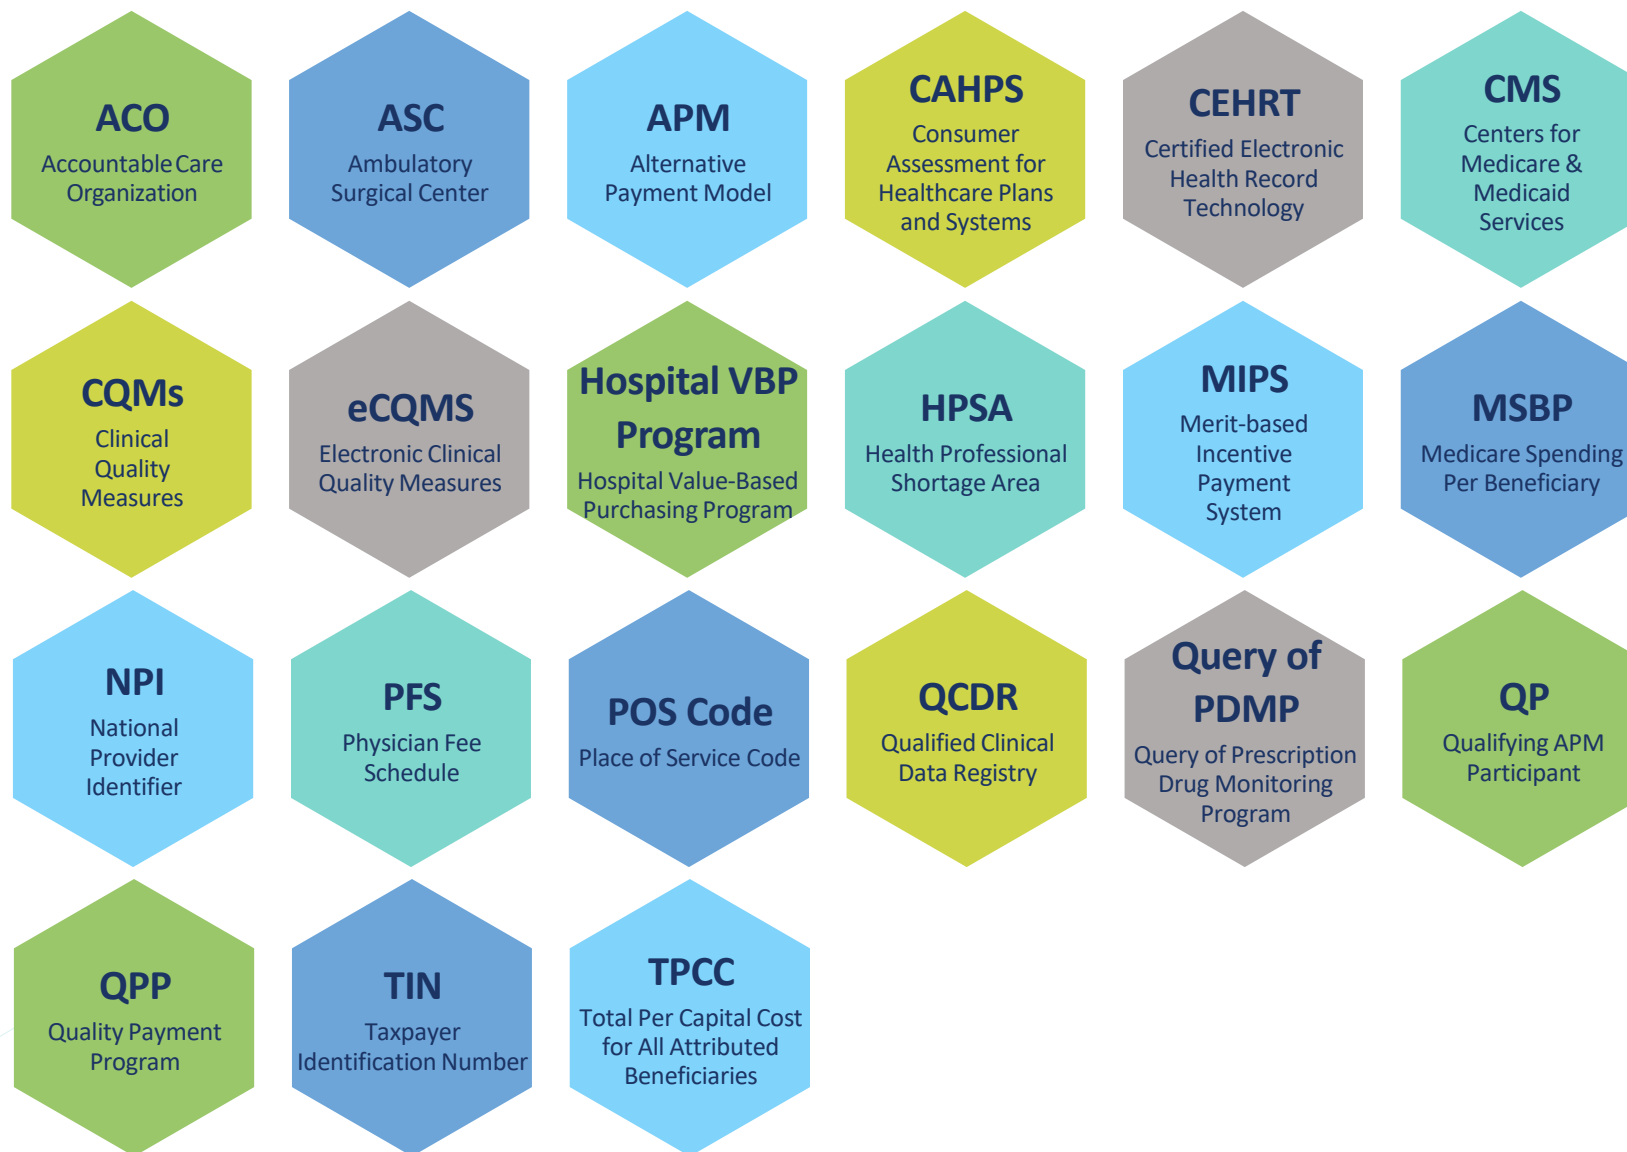 ACO
Accountable Care
Organization
ASC
Ambulatory
Surgical Center
APM
Alternative
Payment Model
CAHPS
Consumer
Assessment for
Healthcare Plans
and Systems
CEHRT
Certified Electronic
Health Record
Technology
CMS
Centers for
Medicare &
Medicaid
Services
CQMs
Clinical
Quality
Measures
eCQMS
Electronic Clinical
Quality Measures
Hospital VBP
Program
Hospital Value-Based
Purchasing Program
HPSA
Health Professional
Shortage Area
MIPS
Merit-based
Incentive
Payment
System
MSBP
Medicare Spending
Per Beneficiary
NPI
National
Provider
Identifier
PFS
Physician Fee
Schedule
POS Code
Place of Service Code
QCDR
Qualified Clinical
Data Registry
Query of
PDMP
Query of Prescription
Drug Monitoring
Program
QP
Qualifying APM
Participant
QPP
Quality Payment
Program
TIN
Taxpayer
Identification Number
TPCC
Total Per Capital Cost
for All Attributed
Beneficiaries